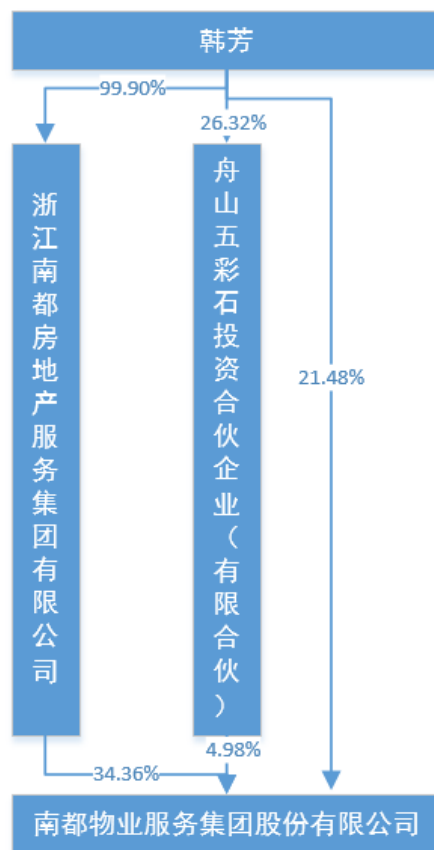 韩芳
99.90%
26.32%
浙江南都房地产服务集团有限公司
舟山五彩石投资合伙企业（有限合伙）
21.48%
4.98%
34.36%
南都物业服务集团股份有限公司